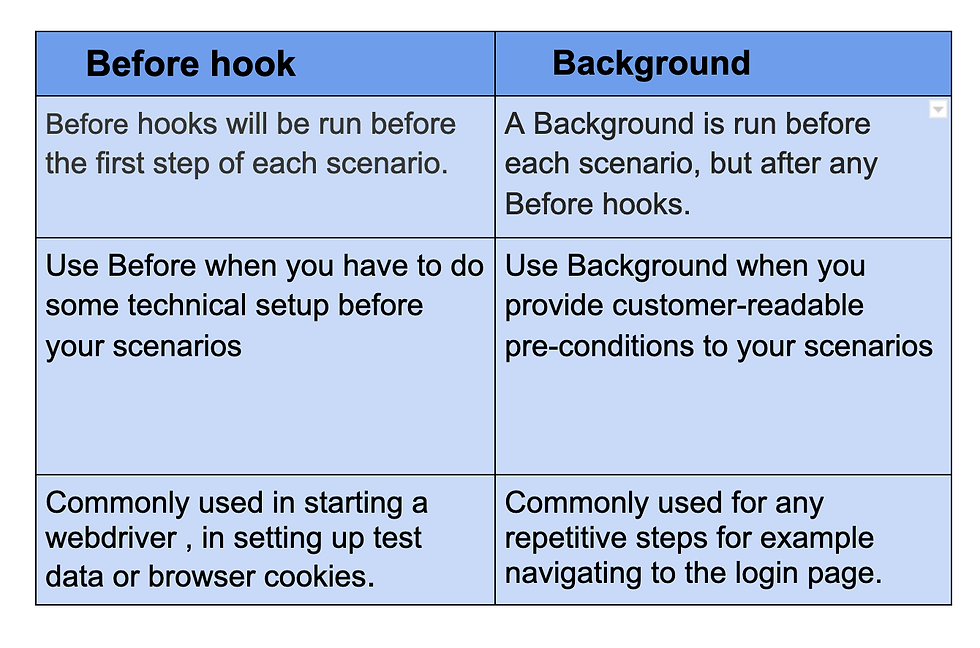 Before hook
Background
Before hooks will be run before
the first step of each scenario.
A Background is run before
each scenario, but after any
Before hooks.
Use Before when you have to do
some technical setup before
your scenarios
Use Background when you
provide customer-readable
pre-conditions to your scenarios
Commonly used in starting a
webdriver , in setting up test
data or browser cookies.
Commonly used for any
repetitive steps for example
navigating to the login page.